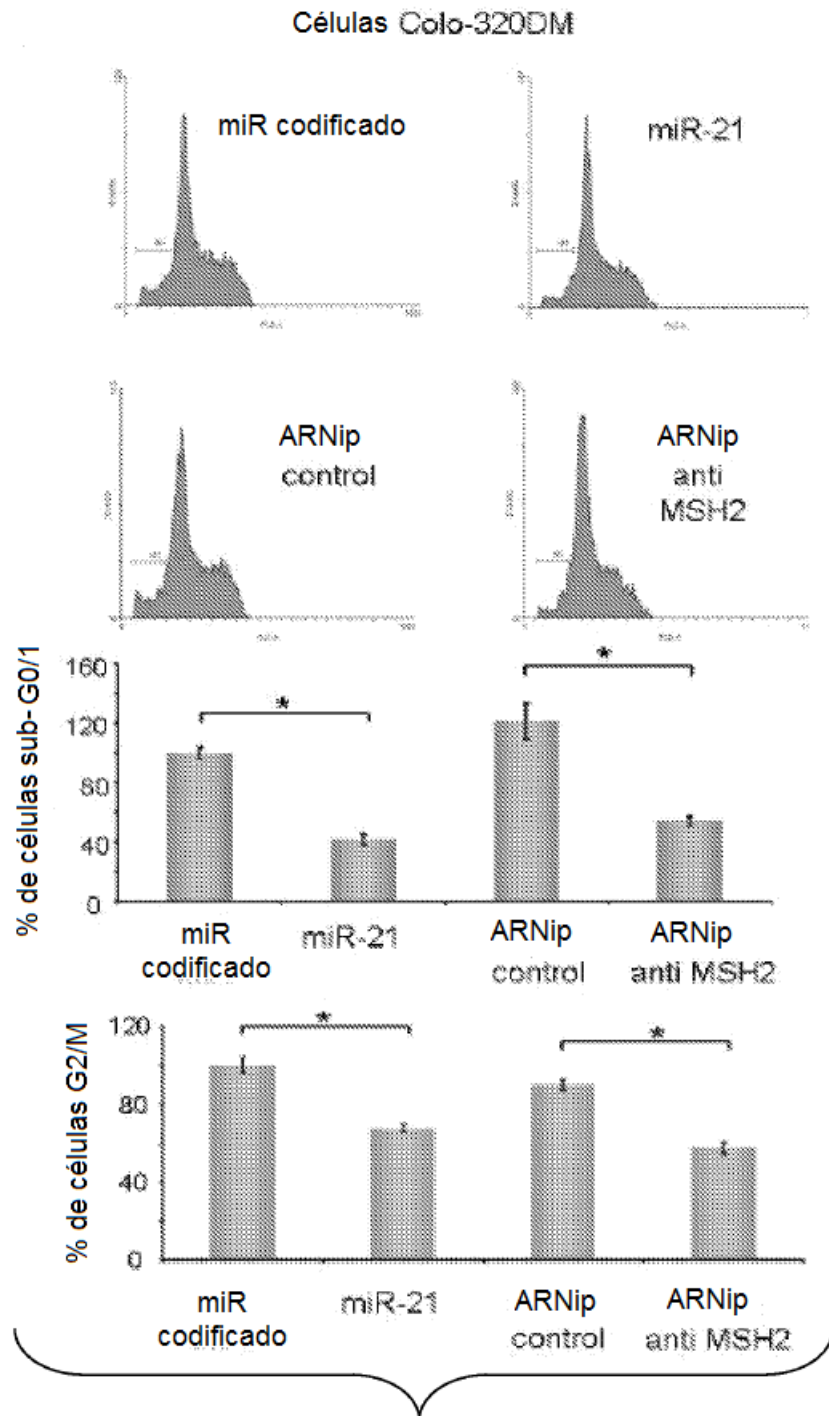 Células Colo-320DM
miR codificado
miR-21
ARNip
control
ARNip
anti
MSH2
% de células sub- G0/1
160
120
80
40
0
*
*
miR
codificado
miR-21
ARNip
control
ARNip
anti MSH2
% de células G2/M
120
80
40
0
*
*
miR
codificado
miR-21
ARNip
control
ARNip
anti MSH2